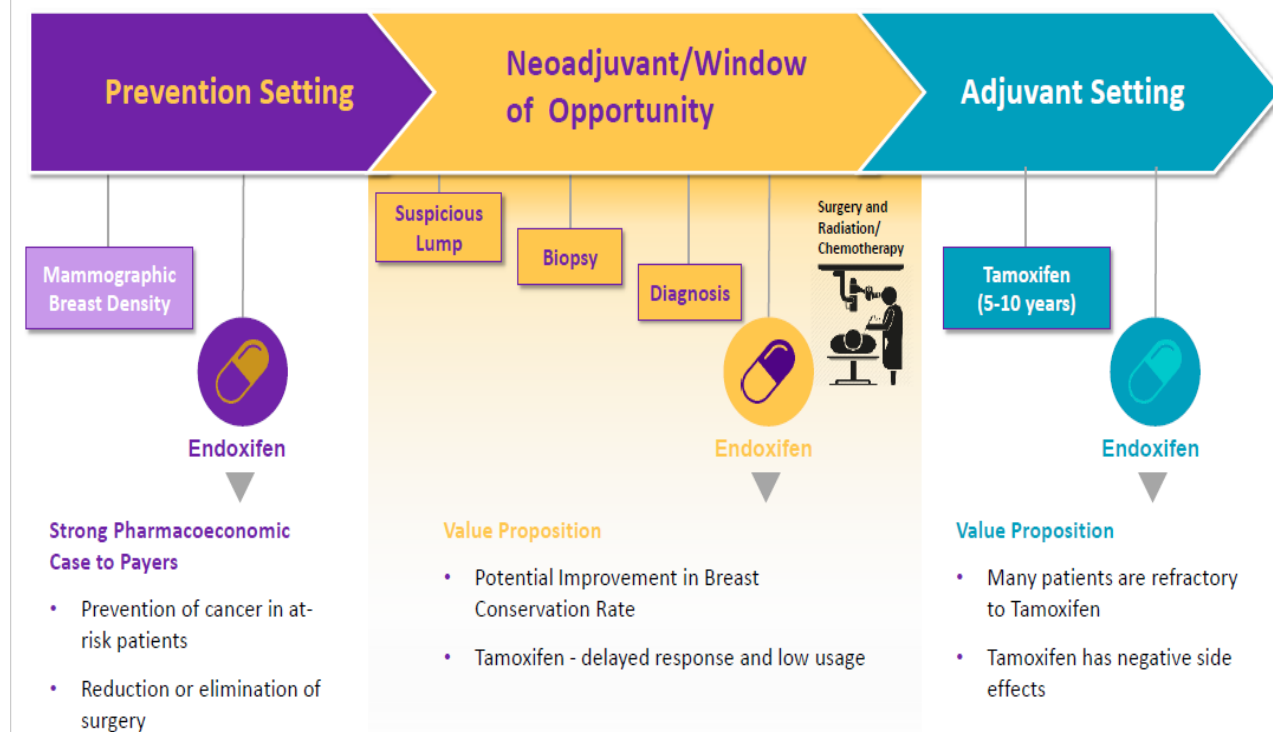 Prevention Setting
Neoadjuvant/Window
of Opportunity
Adjuvant Setting
Mammographic
Breast Density
Suspicious
Lump
Biopsy
Diagnosis
Surgery and
Radiation/
Chemotherapy
Tamoxifen
(5-10 years)
Endoxifen
Endoxifen
Endoxifen
Strong Pharmacoeconomic
Case to Payers
• Prevention of cancer in at-
risk patients
• Reduction or elimination of
surgery
Value Proposition
• Potential Improvement in Breast
Conservation Rate
• Tamoxifen - delayed response and low usage
Value Proposition
• Many patients are refractory
to Tamoxifen
• Tamoxifen has negative side
effects